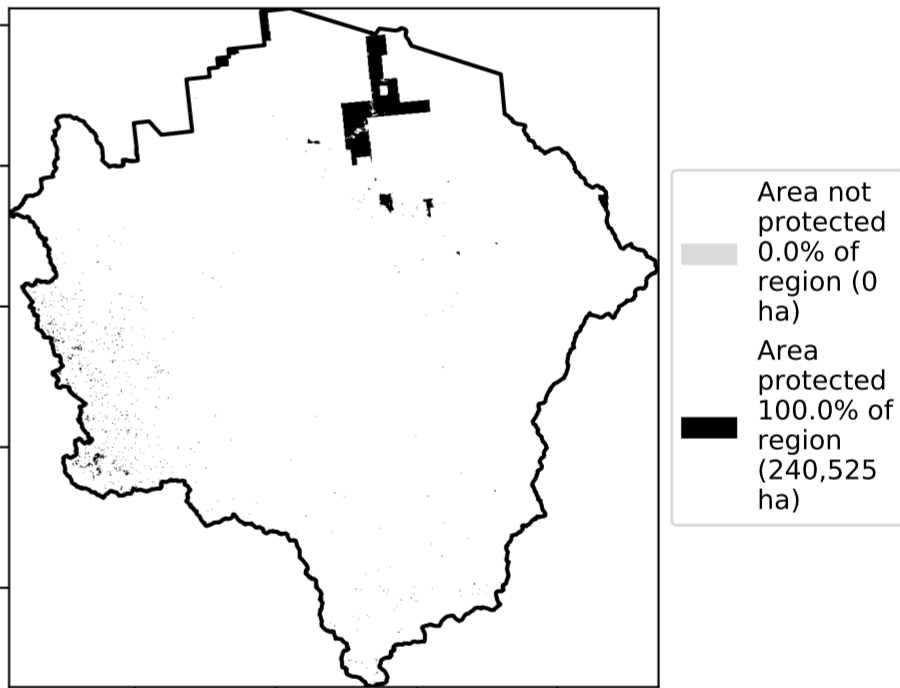 Area not
protected
0.0% of
region (0
ha)
Area
protected
100.0% of
region
(240,525
ha)